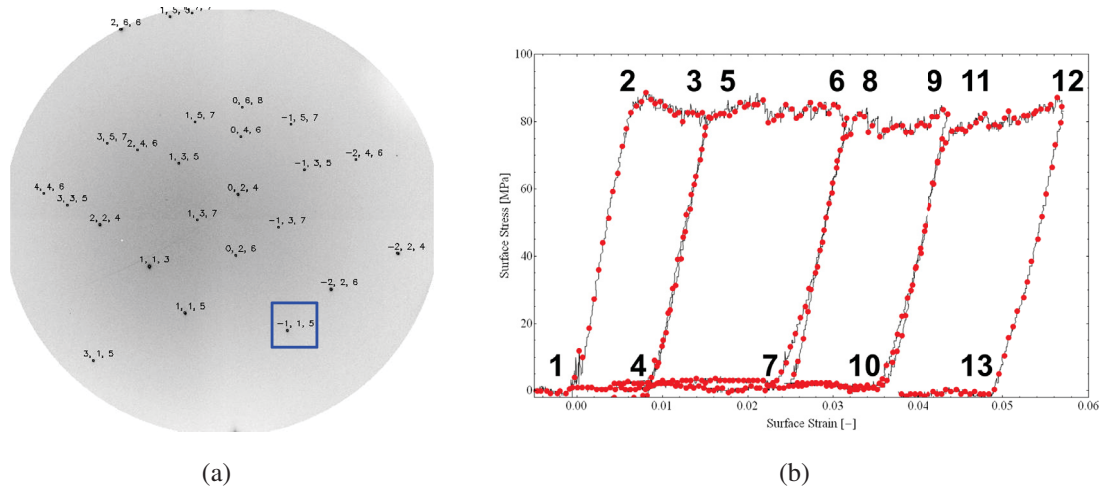 2, 6, 6
0, 6, 8
1, 5, 7
-1, 5, 7
0, 4, 6
3, 5, 7
2, 4, 6
-2, 4, 6
1, 3, 5
-1, 3, 5
4, 4, 6
3, 3, 5
0, 2, 4
2, 2, 4
1, 3, 7
-1, 3, 7
0, 2, 6
-2, 2, 4
1, 1, 3
-2, 2, 6
1, 1, 5
-1, 1, 5
3, 1, 5
(a)
100
80
60
40
20
0
Surface Stress [MPa]
2 3 5 6 8 9 11 12
1 4 7 10 13
0.00 0.01 0.02 0.03 0.04 0.05 0.06
Surface Strain [-]
(b)